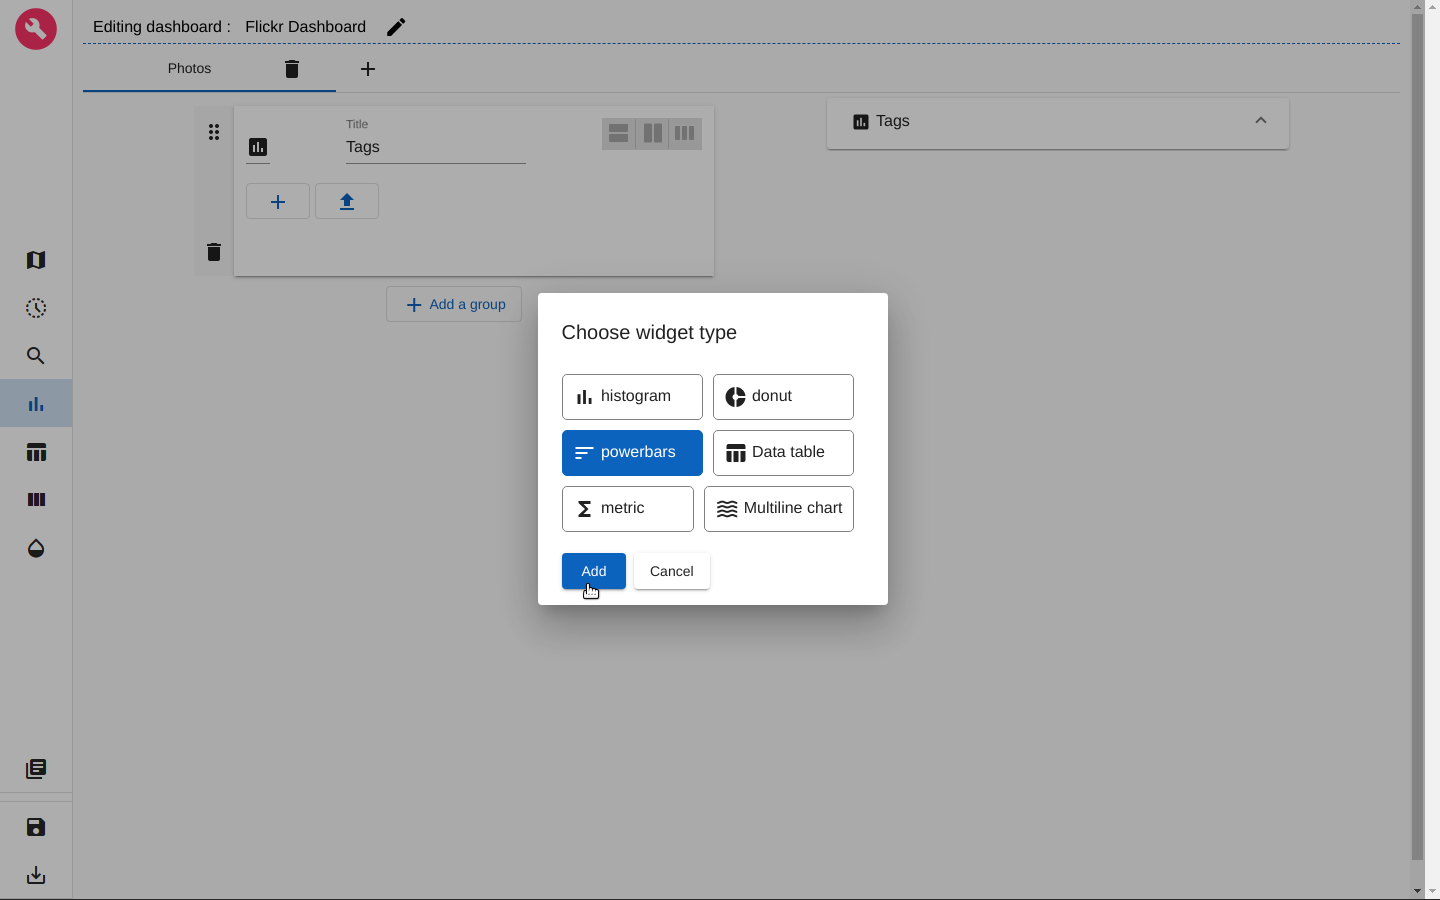 Editing dashboard : Flickr Dashboard
Photos
Title
Tags
Tags
Add a group
Choose widget type
histogram
donut
powerbars
Data table
metric
Multiline chart
Add
Cancel